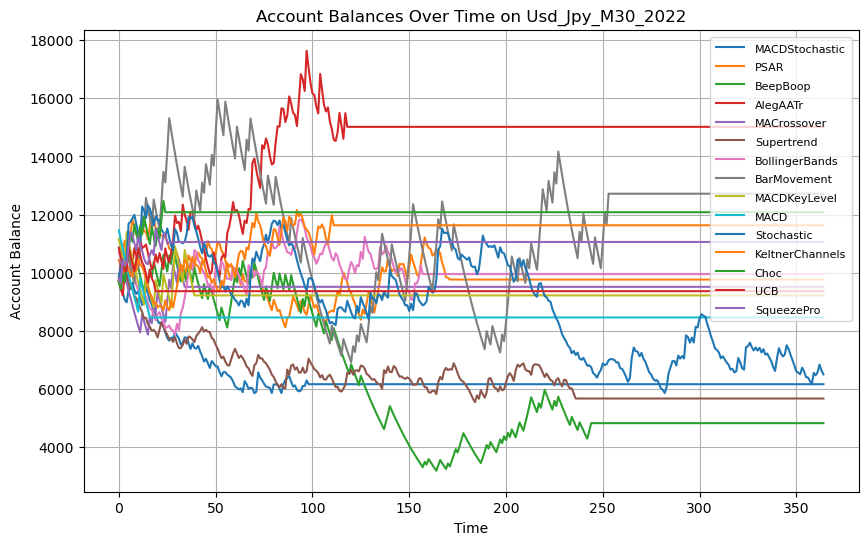 Account Balances Over Time on Usd_Jpy_M30_2022
Account Balance
18000
16000
14000
12000
10000
8000
6000
4000
0
50
100
150
200
250
300
350
Time
MACDStochastic
PSAR
BeepBoop
AlegAATr
MACrossover
Supertrend
BollingerBands
BarMovement
MACDKeyLevel
MACD
Stochastic
KeltnerChannels
Choc
UCB
SqueezePro